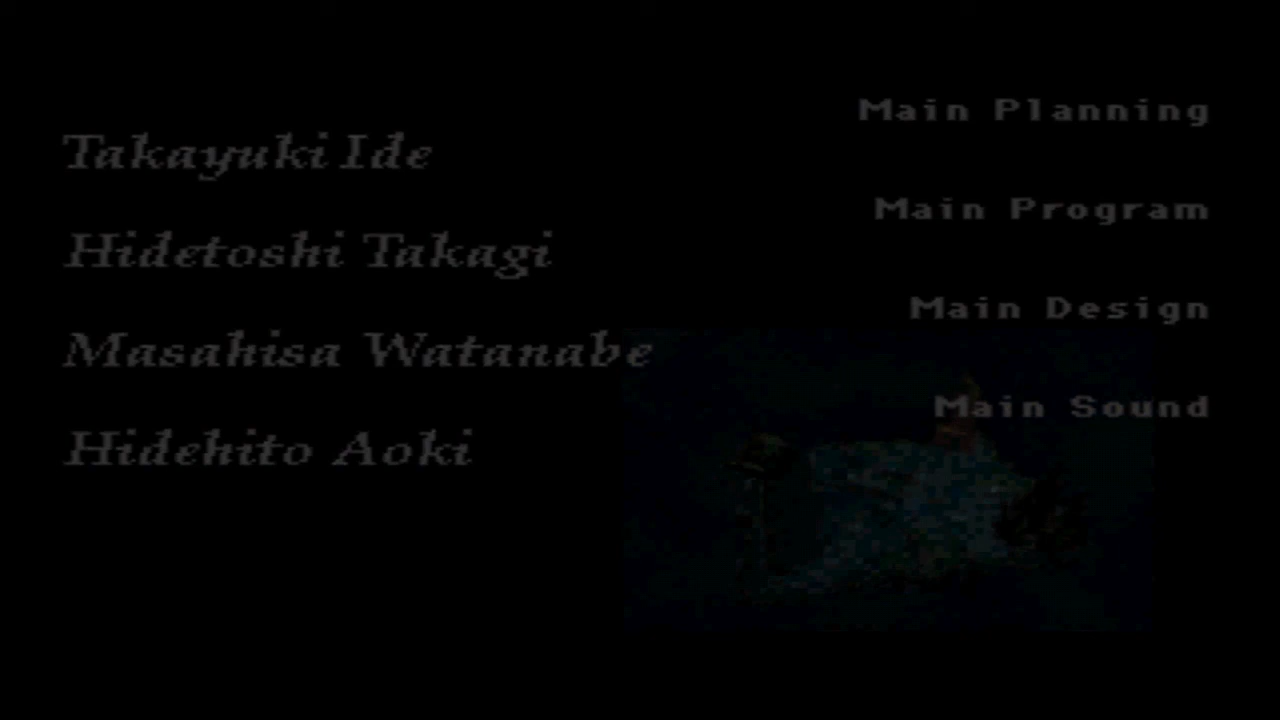 Main Planning
Takayuki Ide
Main Program
Hidetoshi Takagi
Main Design
Masahisa Watanabe
Main Sound
Hidehito Aoki